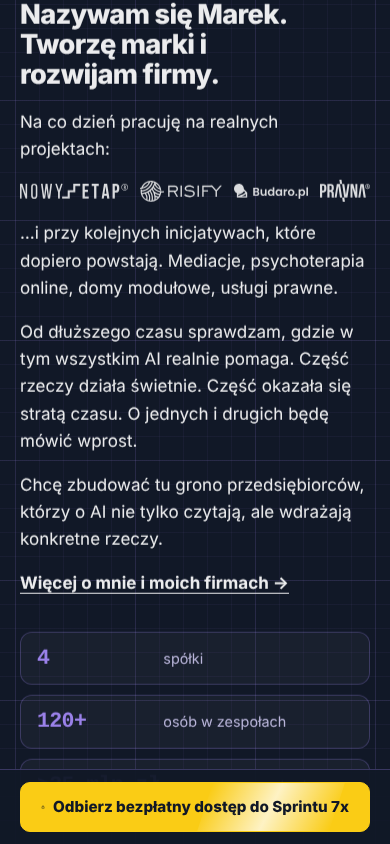 Nazywam się Marek.
Tworzę marki i
rozwijam firmy.
Na co dzień pracuję na realnych
projektach:
NOWY ETAP® RISIFY Budaro.pl PRAVNA®
...i przy kolejnych inicjatywach, które
dopiero powstają. Mediacje, psychoterapia
online, domy modułowe, usługi prawne.
Od dłuższego czasu sprawdzam, gdzie w
tym wszystkim AI realnie pomaga. Część
rzeczy działa świetnie. Część okazała się
stratą czasu. O jednych i drugich będę
mówić wprost.
Chcę zbudować tu grono przedsiębiorców,
którzy o AI nie tylko czytają, ale wdrażają
konkretne rzeczy.
Więcej o mnie i moich firmach →
4 spółki
120+ osób w zespołach
Odbierz bezpłatny dostęp do Sprintu 7x